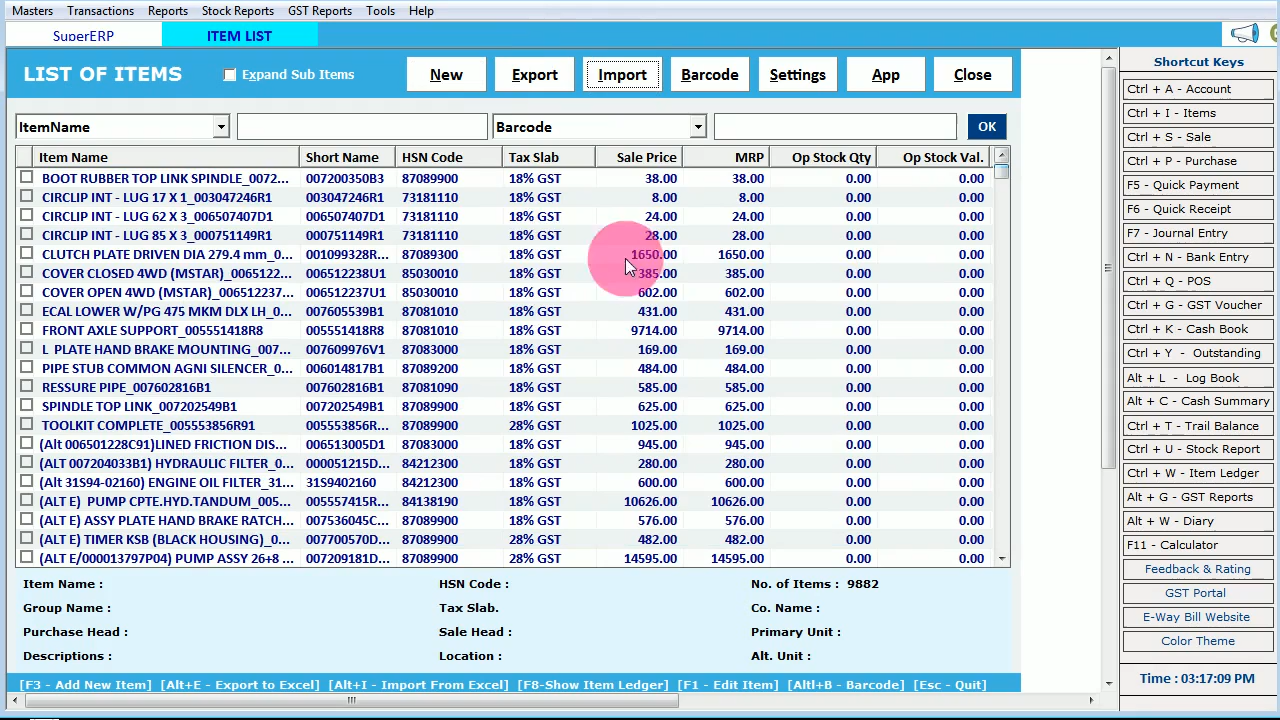 Masters Transactions Reports Stock Reports GST Reports Tools Help
SuperERP ITEM LIST
LIST OF ITEMS Expand Sub Items New Export Import Barcode Settings App Close
ItemName Barcode OK
Item Name Short Name HSN Code Tax Slab Sale Price MRP Op Stock Qty Op Stock Val.
BOOT RUBBER TOP LINK SPINDLE_0072... 007200350B3 87089900 18% GST 38.00 38.00 0.00 0.00
CIRCLIP INT - LUG 17 X 1_003047246R1 003047246R1 73181110 18% GST 8.00 8.00 0.00 0.00
CIRCLIP INT - LUG 62 X 3_006507407D1 006507407D1 73181110 18% GST 24.00 24.00 0.00 0.00
CIRCLIP INT - LUG 85 X 3_000751149R1 000751149R1 73181110 18% GST 28.00 28.00 0.00 0.00
CLUTCH PLATE DRIVEN DIA 279.4 mm_0... 001099328R... 87089300 18% GST 1650.00 1650.00 0.00 0.00
COVER CLOSED 4WD (MSTAR)_0065122... 006512238U1 85030010 18% GST 385.00 385.00 0.00 0.00
COVER OPEN 4WD (MSTAR)_006512237... 006512237U1 85030010 18% GST 602.00 602.00 0.00 0.00
ECAL LOWER W/PG 475 MKM DLX LH_0... 007605539B1 87081010 18% GST 431.00 431.00 0.00 0.00
FRONT AXLE SUPPORT_005551418R8 005551418R8 87081010 18% GST 9714.00 9714.00 0.00 0.00
L PLATE HAND BRAKE MOUNTING_007... 007609976V1 87083000 18% GST 169.00 169.00 0.00 0.00
PIPE STUB COMMON AGNI SILENCER_0... 006014817B1 87089200 18% GST 484.00 484.00 0.00 0.00
RESSURE PIPE_007602816B1 007602816B1 87081090 18% GST 585.00 585.00 0.00 0.00
SPINDLE TOP LINK_007202549B1 007202549B1 87089900 18% GST 625.00 625.00 0.00 0.00
TOOLKIT COMPLETE_005553856R91 005553856R... 87089900 28% GST 1025.00 1025.00 0.00 0.00
(Alt 006501228C91)LINED FRICTION DIS... 006513005D1 87083000 18% GST 945.00 945.00 0.00 0.00
(ALT 007204033B1) HYDRAULIC FILTER_0... 000051215D... 84212300 18% GST 280.00 280.00 0.00 0.00
(Alt 31S94-02160) ENGINE OIL FILTER_31... 31S9402160 84212300 18% GST 600.00 600.00 0.00 0.00
(ALT E) PUMP CPTE.HYD.TANDUM_005... 005557415R... 84138190 18% GST 10626.00 10626.00 0.00 0.00
(ALT E) ASSY PLATE HAND BRAKE RATCH... 007536045C... 87089900 18% GST 576.00 576.00 0.00 0.00
(ALT E) TIMER KSB (BLACK HOUSING)_0... 007700570D... 87089900 28% GST 482.00 482.00 0.00 0.00
(ALT E/000013797P04) PUMP ASSY 26+8 ... 007209181D... 87089900 28% GST 14595.00 14595.00 0.00 0.00
Item Name : HSN Code : No. of Items : 9882
Group Name : Tax Slab. Co. Name :
Purchase Head : Sale Head : Primary Unit :
Descriptions : Location : Alt. Unit :
[F3 - Add New Item] [Alt+E - Export to Excel] [Alt+I - Import From Excel] [F8-Show Item Ledger] [F1 - Edit Item] [Altl+B - Barcode] [Esc - Quit]
Shortcut Keys
Ctrl + A - Account
Ctrl + I - Items
Ctrl + S - Sale
Ctrl + P - Purchase
F5 - Quick Payment
F6 - Quick Receipt
F7 - Journal Entry
Ctrl + N - Bank Entry
Ctrl + Q - POS
Ctrl + G - GST Voucher
Ctrl + K - Cash Book
Ctrl + Y - Outstanding
Alt + L - Log Book
Alt + C - Cash Summary
Ctrl + T - Trail Balance
Ctrl + U - Stock Report
Ctrl + W - Item Ledger
Alt + G - GST Reports
Alt + W - Diary
F11 - Calculator
Feedback & Rating
GST Portal
E-Way Bill Website
Color Theme
Time : 03:17:09 PM